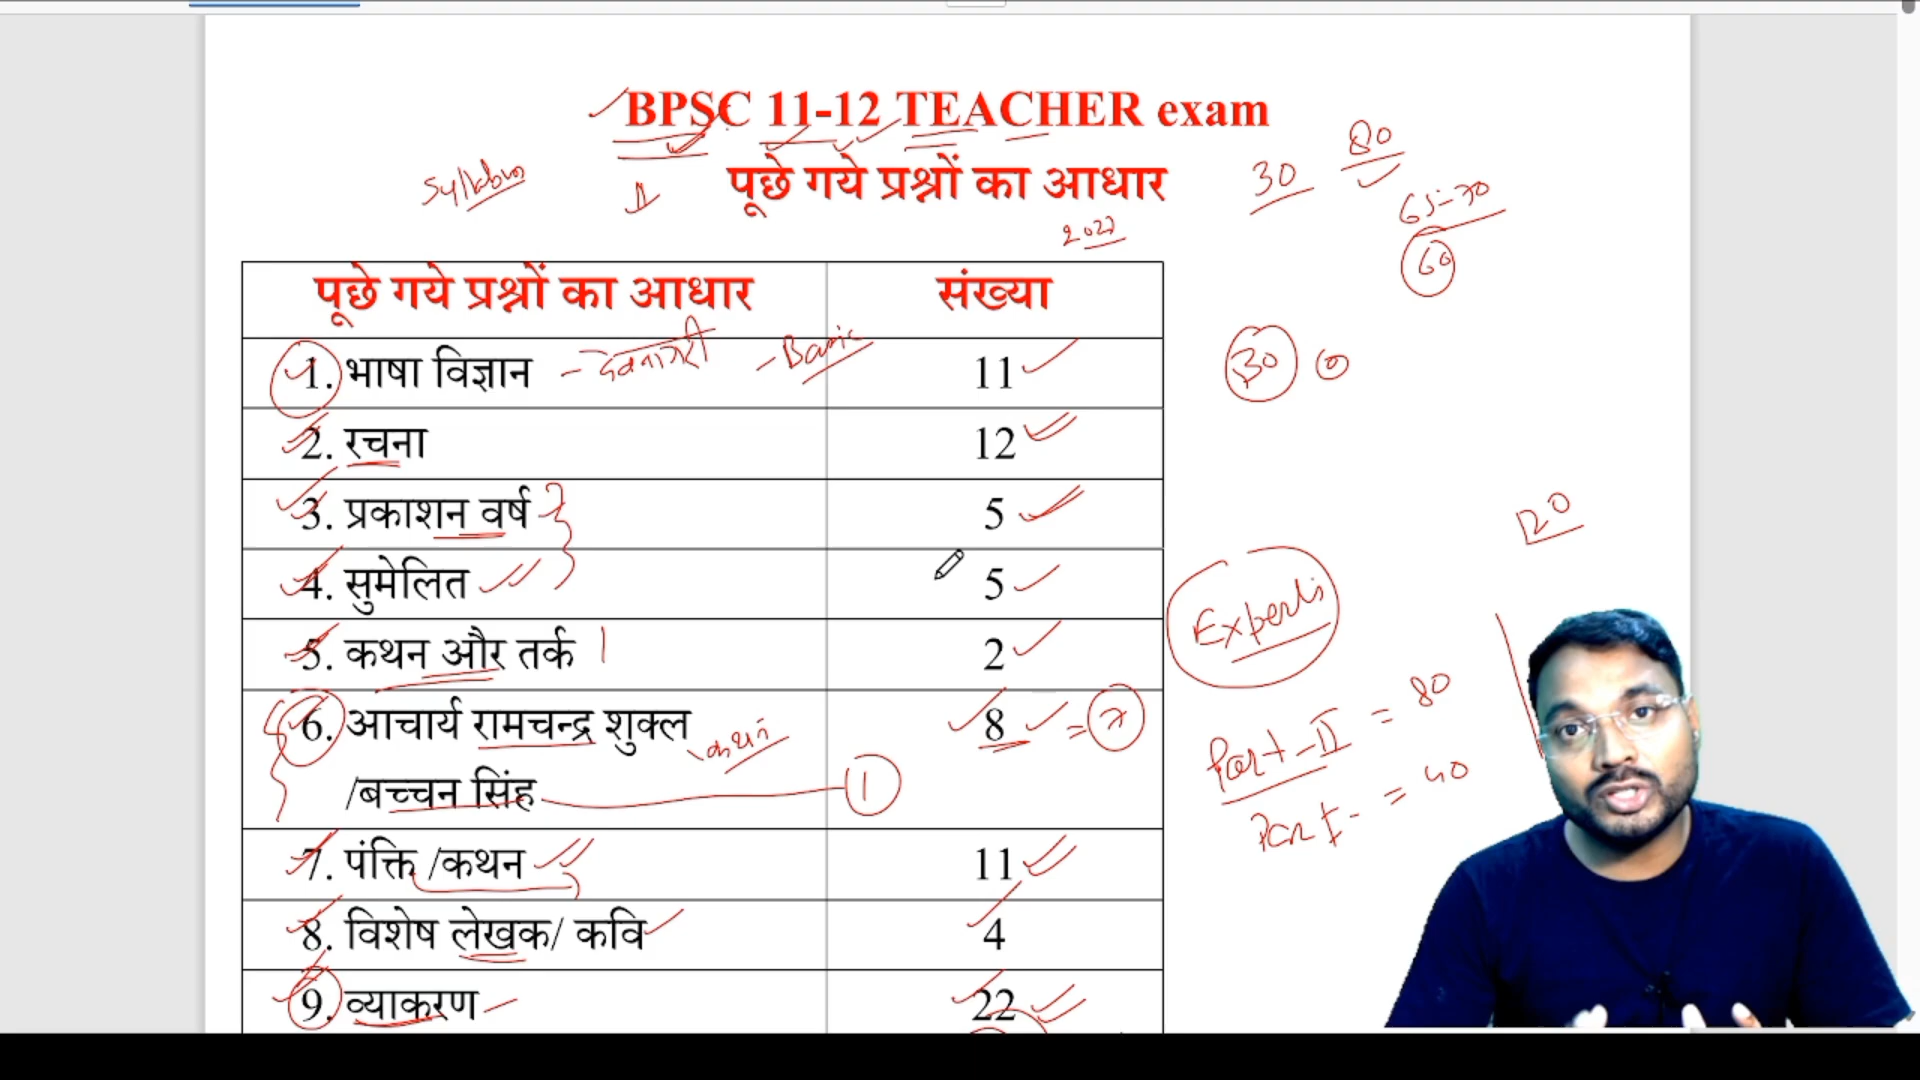 BPSC 11-12 TEACHER exam
पूछे गये प्रश्नों का आधार
Syllabus
30
80
65-70
60
पूछे गये प्रश्नों का आधार संख्या
1. भाषा विज्ञान - देवनागरी - Basic 11
30
2. रचना 12
3. प्रकाशन वर्ष 5
20
4. सुमेलित 5
Experts
5. कथन और तर्क 2
6. आचार्य रामचन्द्र शुक्ल 8 = 7
कथन
/बच्चन सिंह 1
Part-II = 80
Part I = 40
7. पंक्ति /कथन 11
8. विशेष लेखक/ कवि 4
9. व्याकरण 22